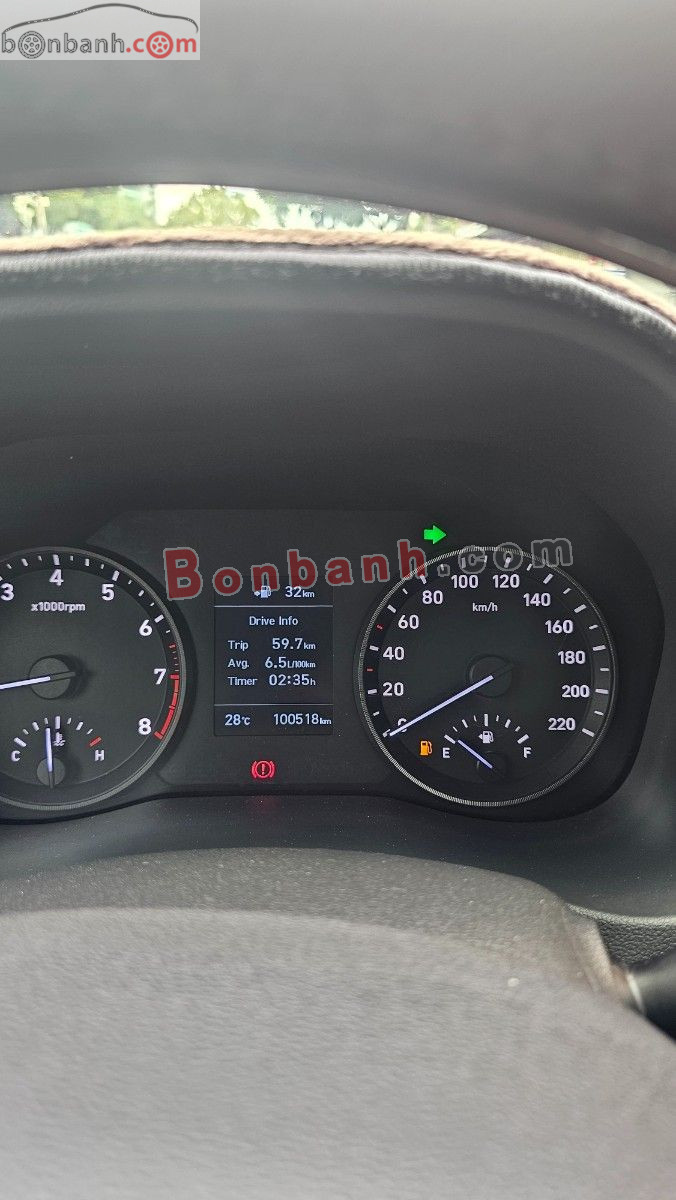 bonbanh.com
Bonbanh.com
32km
Drive Info
Trip 59.7km
Avg. 6.5L/100km
Timer 02:35h
28°C 100518km
3 4 5 6 7 8
x1000rpm
C H
0 20 40 60 80 100 120 140 160 180 200 220
km/h
E F
Bonbanh.com